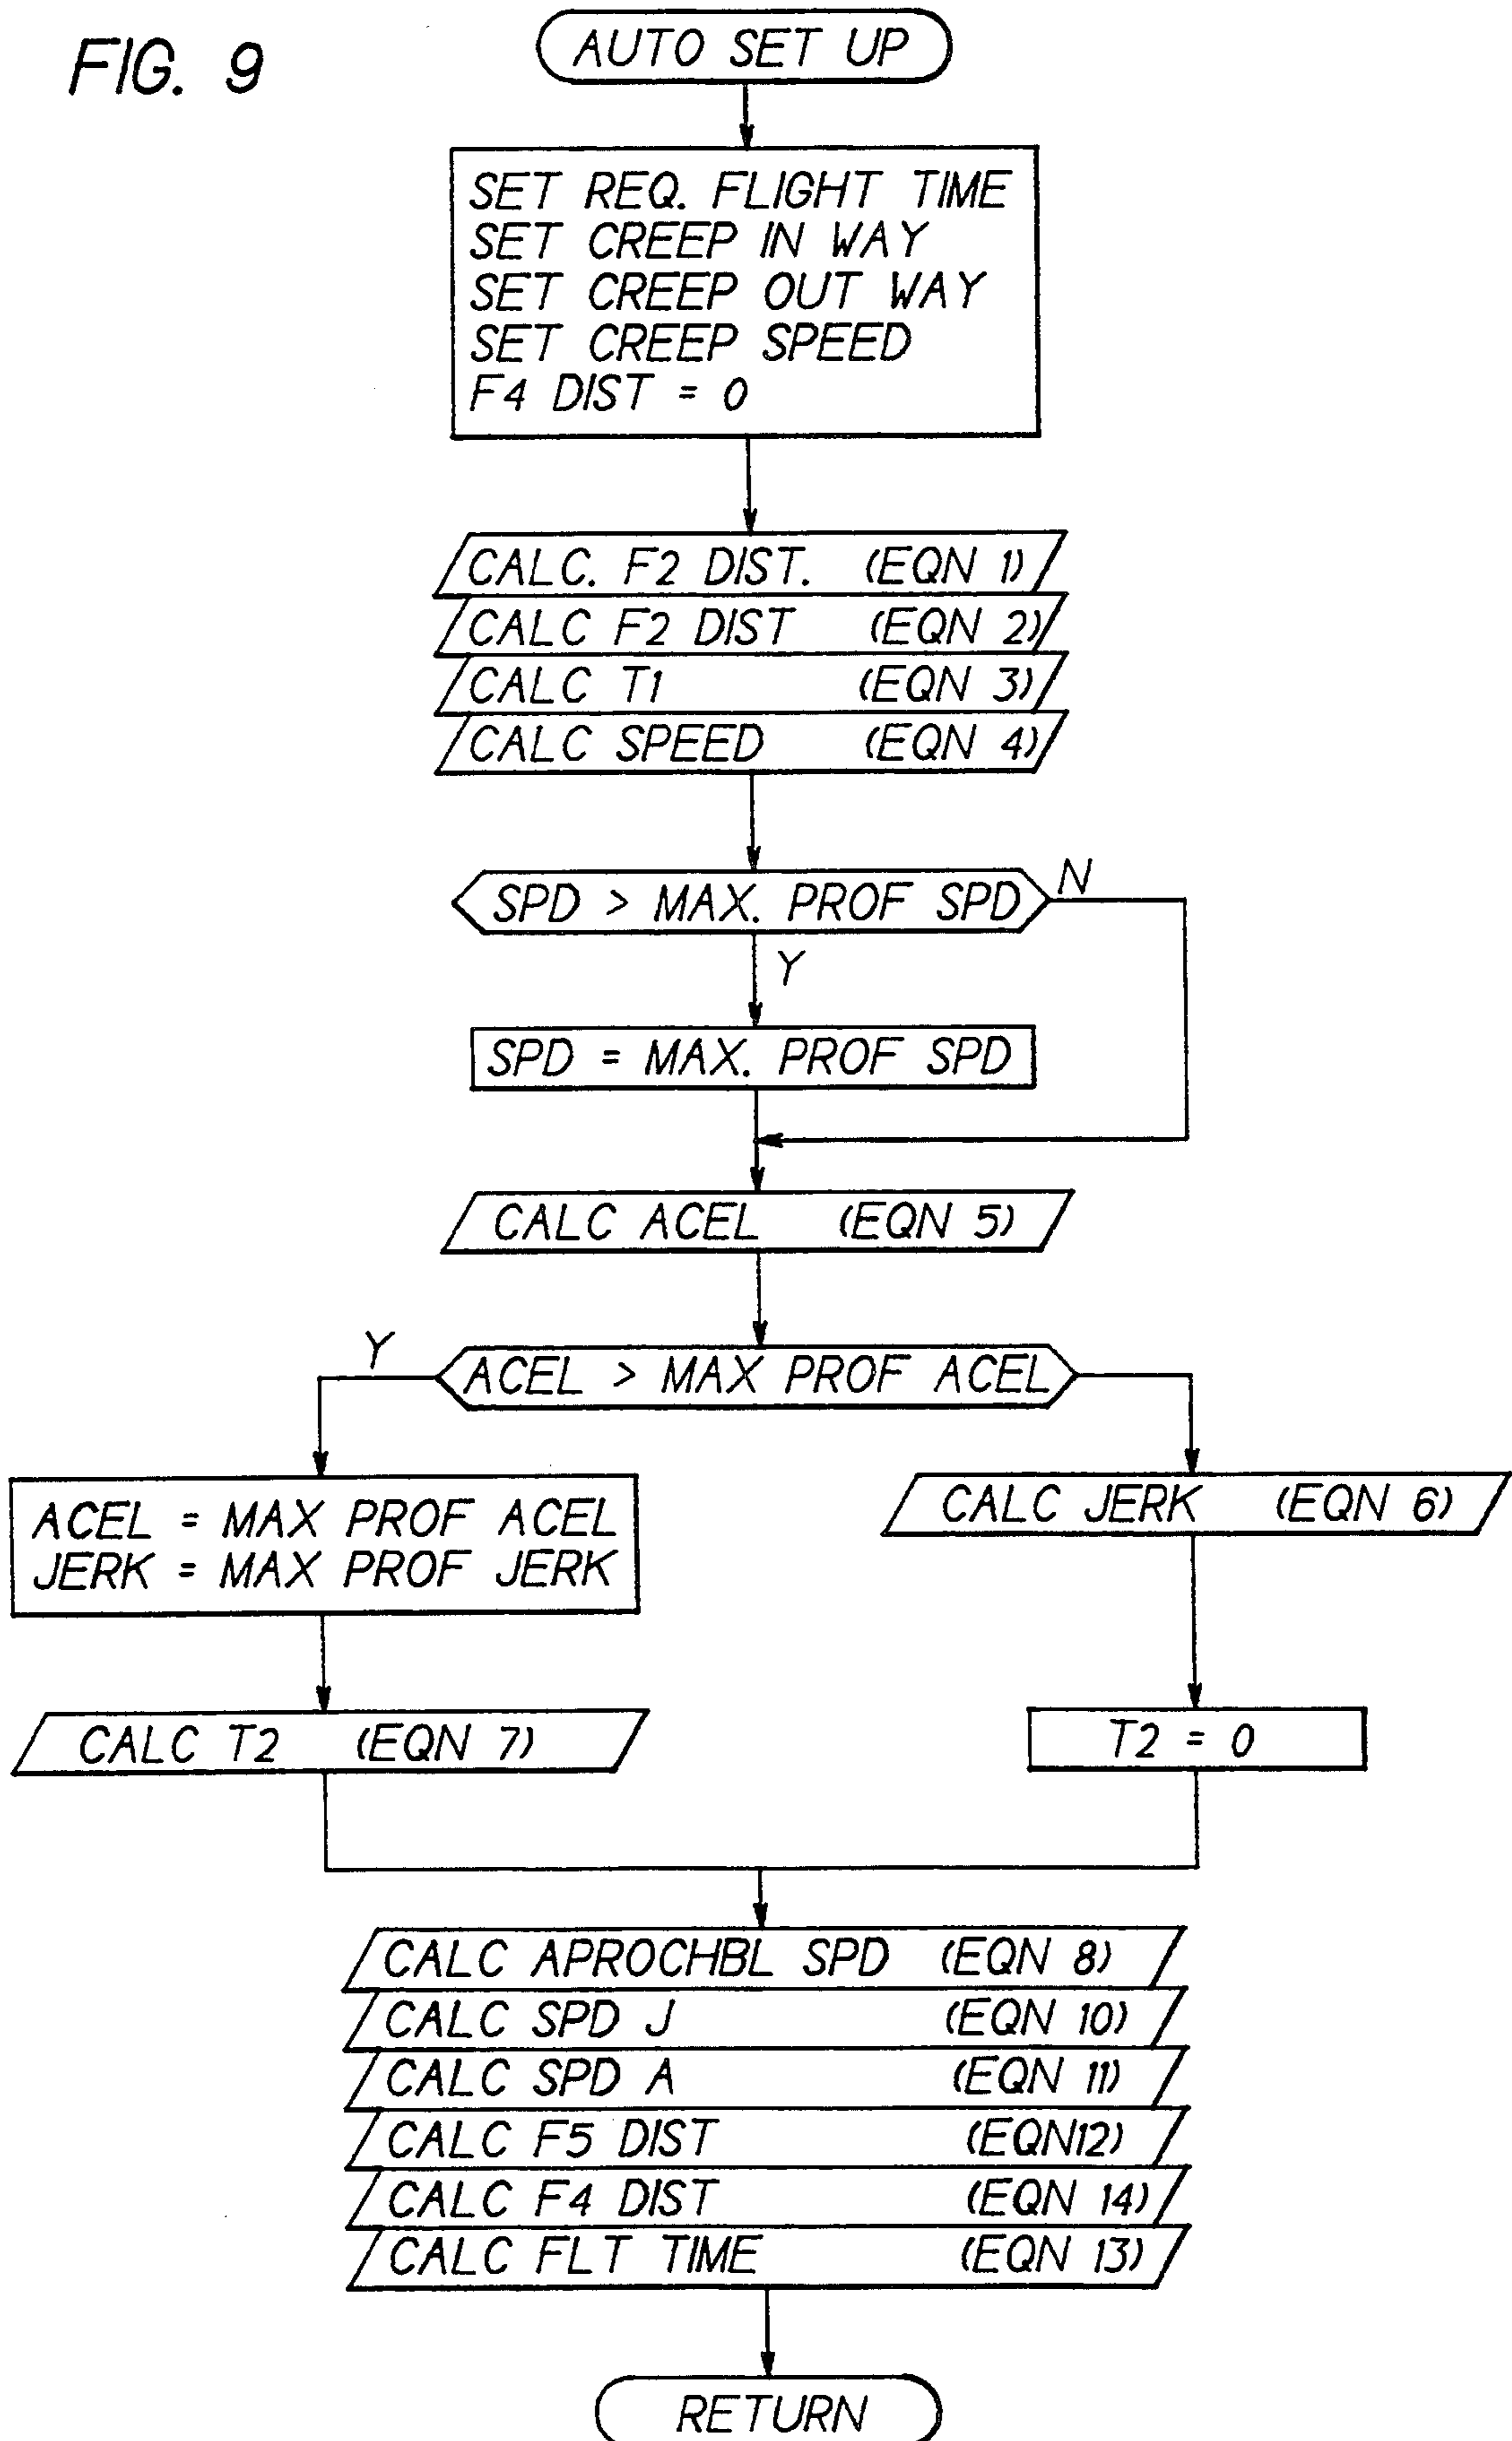 FIG. 9
AUTO SET UP
SET REQ. FLIGHT TIME
SET CREEP IN WAY
SET CREEP OUT WAY
SET CREEP SPEED
F4 DIST = 0
CALC. F2 DIST. (EQN 1)
CALC F2 DIST (EQN 2)
CALC T1 (EQN 3)
CALC SPEED (EQN 4)
SPD > MAX. PROF SPD
N
Y
SPD = MAX. PROF SPD
CALC ACEL (EQN 5)
Y
ACEL > MAX PROF ACEL
ACEL = MAX PROF ACEL
JERK = MAX PROF JERK
CALC JERK (EQN 6)
CALC T2 (EQN 7)
T2 = 0
CALC APROCHBL SPD (EQN 8)
CALC SPD J (EQN 10)
CALC SPD A (EQN 11)
CALC F5 DIST (EQN12)
CALC F4 DIST (EQN 14)
CALC FLT TIME (EQN 13)
RETURN